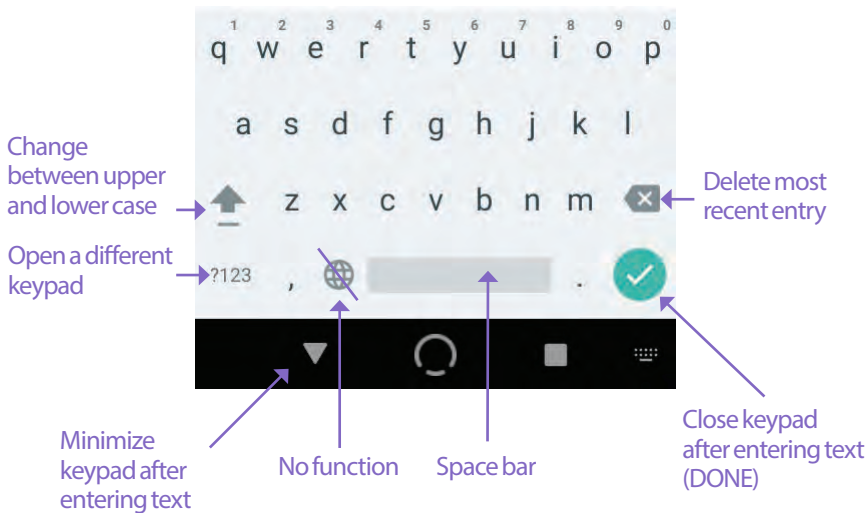 1 2 3 4 5 6 7 8 9 0
q w e r t y u i o p
a s d f g h j k l
Change
between upper
and lower case
z x c v b n m
Delete most
recent entry
Open a different
keypad
?123 , .
Minimize
keypad after
entering text
No function
Space bar
Close keypad
after entering text
(DONE)